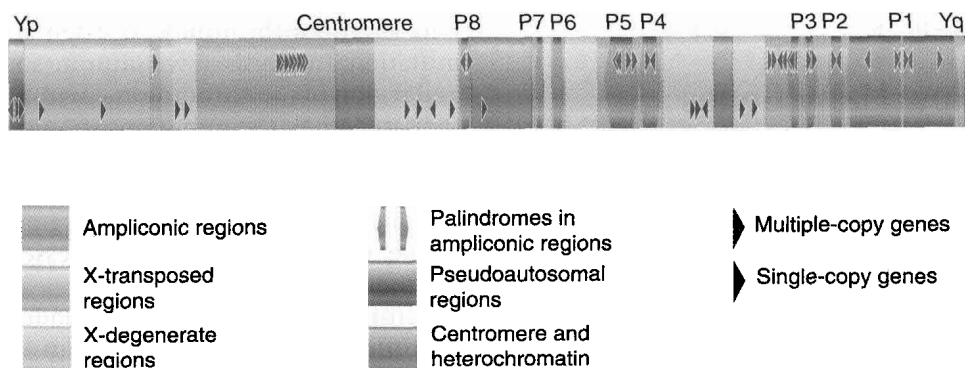 Yp Centromere P8 P7 P6 P5 P4 P3 P2 P1 Yq
Ampliconic regions
X-transposed
regions
X-degenerate
regions
Palindromes in
ampliconic regions
Pseudoautosomal
regions
Centromere and
heterochromatin
Multiple-copy genes
Single-copy genes